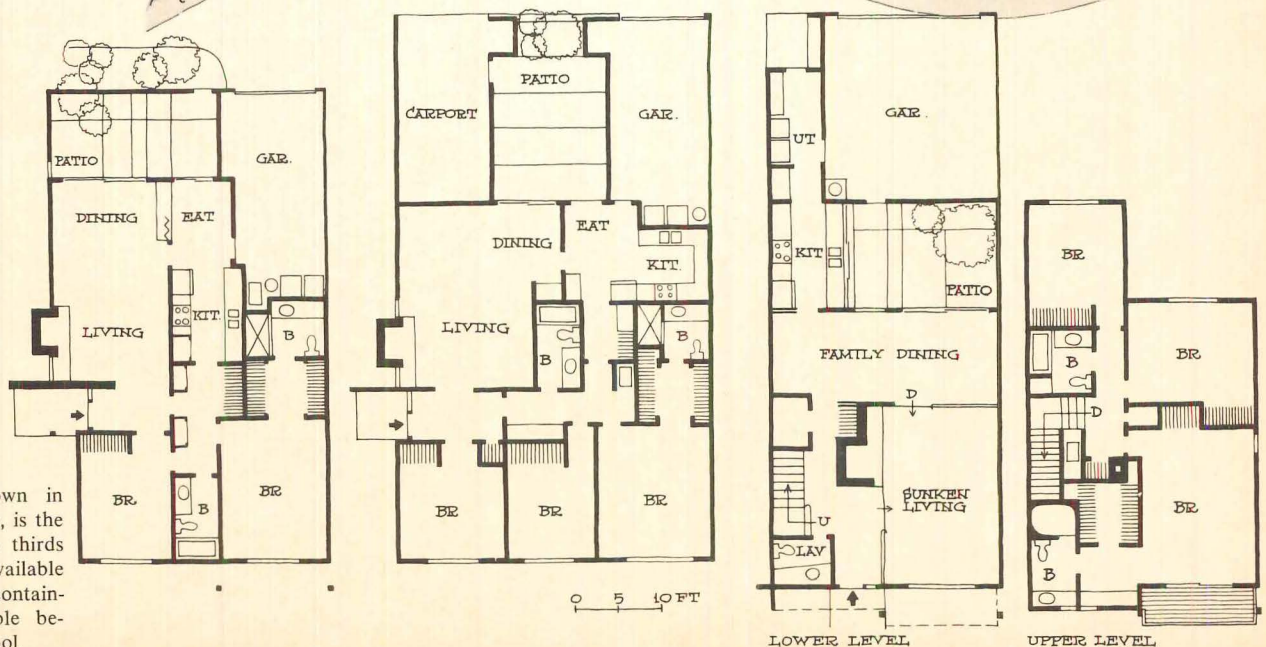 own in
, is the
thirds
vailable
ontain-
ble be-
ol
PATIO
GAR.
DINING
EAT
LIVING
KIT.
B
BR
B
BR
CARPORT
PATIO
GAR.
DINING
EAT
KIT.
LIVING
B
B
BR
BR
BR
0 5 10 FT
UT
GAR.
KIT
PATIO
FAMILY DINING
D
SUNKEN
LIVING
U
LAV
LOWER LEVEL
BR
B
BR
D
BR
B
UPPER LEVEL